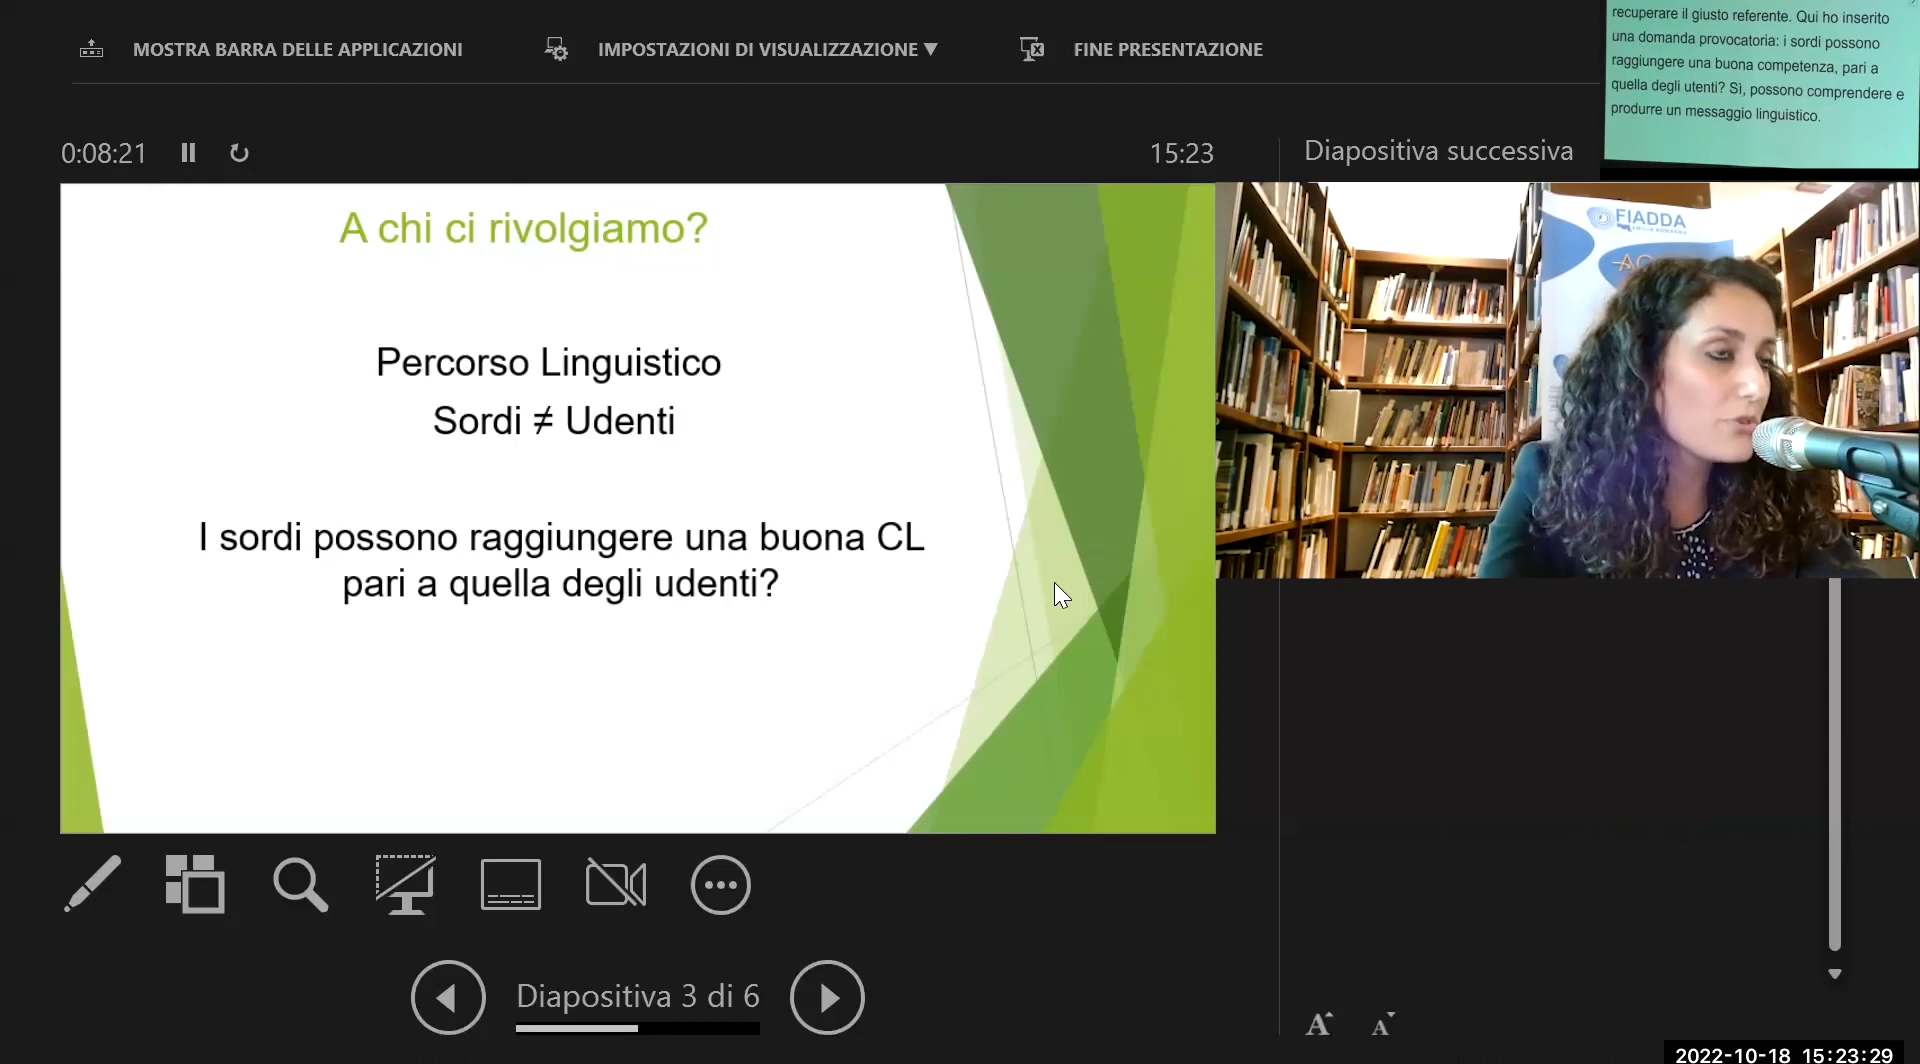 MOSTRA BARRA DELLE APPLICAZIONI
IMPOSTAZIONI DI VISUALIZZAZIONE ▼
FINE PRESENTAZIONE
recuperare il giusto referente. Qui ho inserito
una domanda provocatoria: i sordi possono
raggiungere una buona competenza, pari a
quella degli utenti? Sì, possono comprendere e
produrre un messaggio linguistico.
0:08:21
15:23
Diapositiva successiva
A chi ci rivolgiamo?
Percorso Linguistico
Sordi ≠ Udenti
I sordi possono raggiungere una buona CL
pari a quella degli udenti?
FIADDA
EMILIA ROMAGNA
Diapositiva 3 di 6
A A
2022-10-18 15:23:29